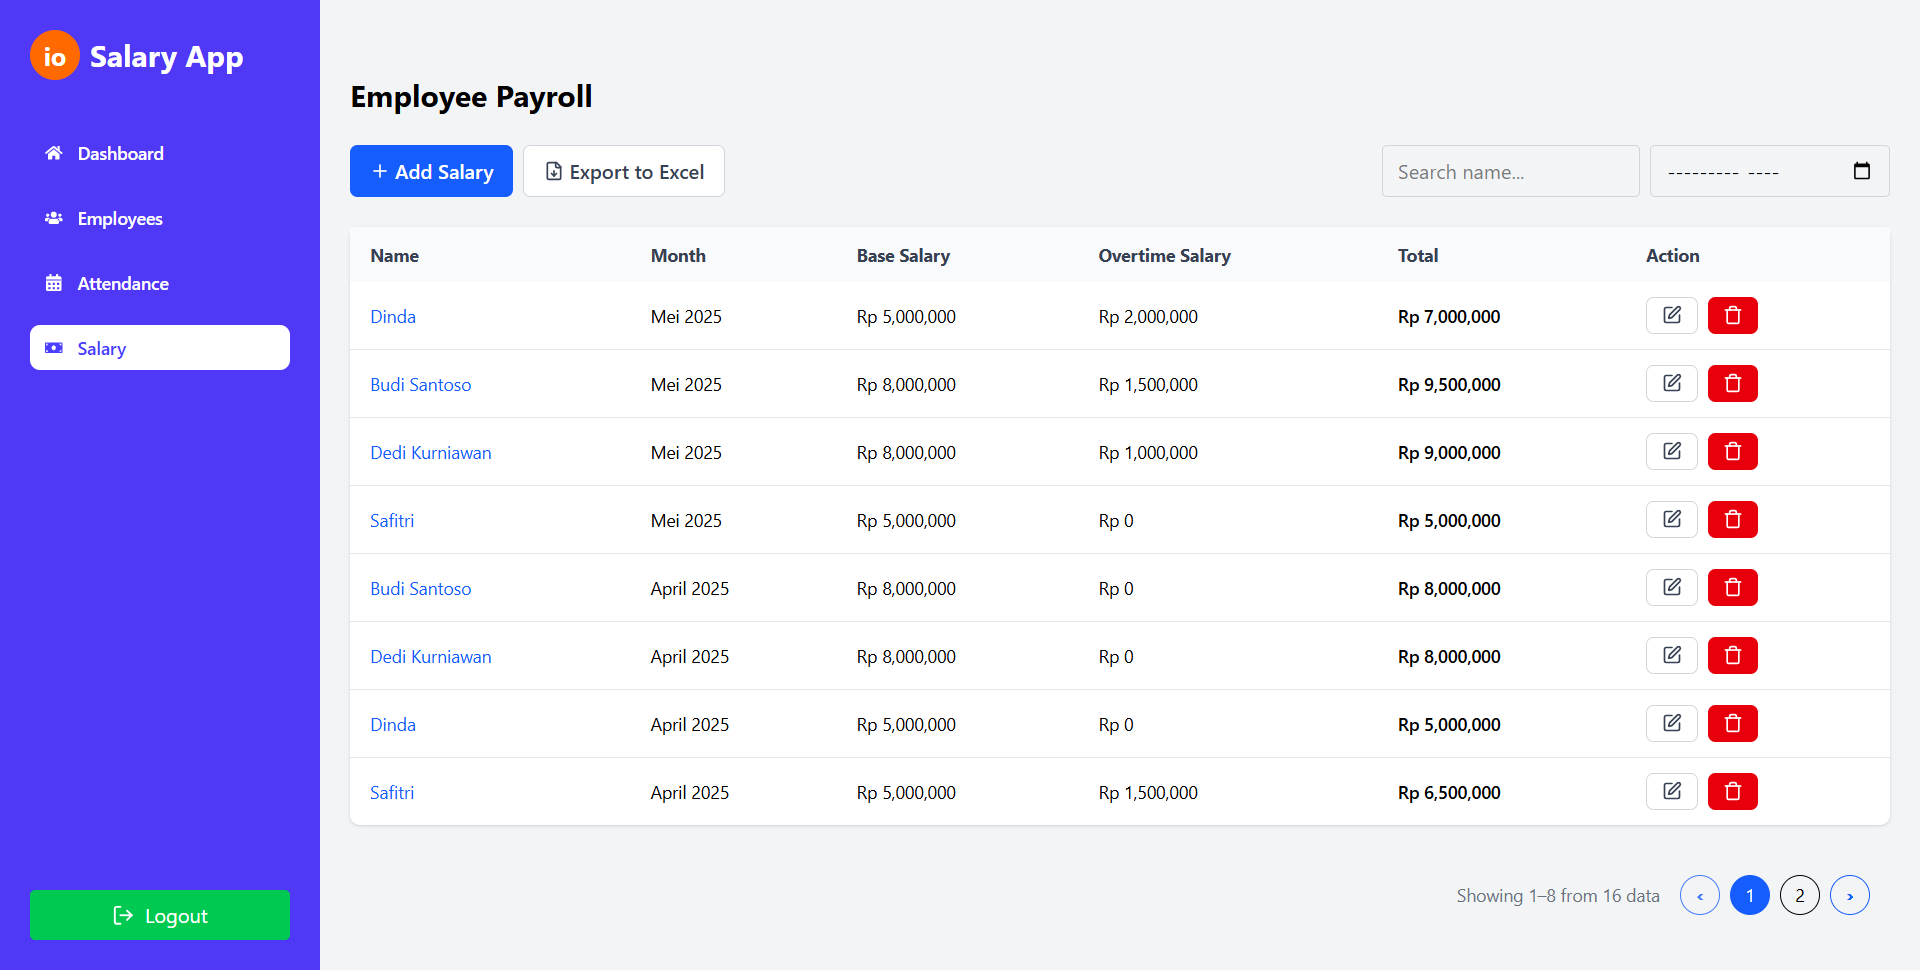 io Salary App
Dashboard
Employees
Attendance
Salary
Logout
Employee Payroll
+ Add Salary Export to Excel Search name... --------- ----
Name Month Base Salary Overtime Salary Total Action
Dinda Mei 2025 Rp 5,000,000 Rp 2,000,000 Rp 7,000,000
Budi Santoso Mei 2025 Rp 8,000,000 Rp 1,500,000 Rp 9,500,000
Dedi Kurniawan Mei 2025 Rp 8,000,000 Rp 1,000,000 Rp 9,000,000
Safitri Mei 2025 Rp 5,000,000 Rp 0 Rp 5,000,000
Budi Santoso April 2025 Rp 8,000,000 Rp 0 Rp 8,000,000
Dedi Kurniawan April 2025 Rp 8,000,000 Rp 0 Rp 8,000,000
Dinda April 2025 Rp 5,000,000 Rp 0 Rp 5,000,000
Safitri April 2025 Rp 5,000,000 Rp 1,500,000 Rp 6,500,000
Showing 1–8 from 16 data ‹ 1 2 ›